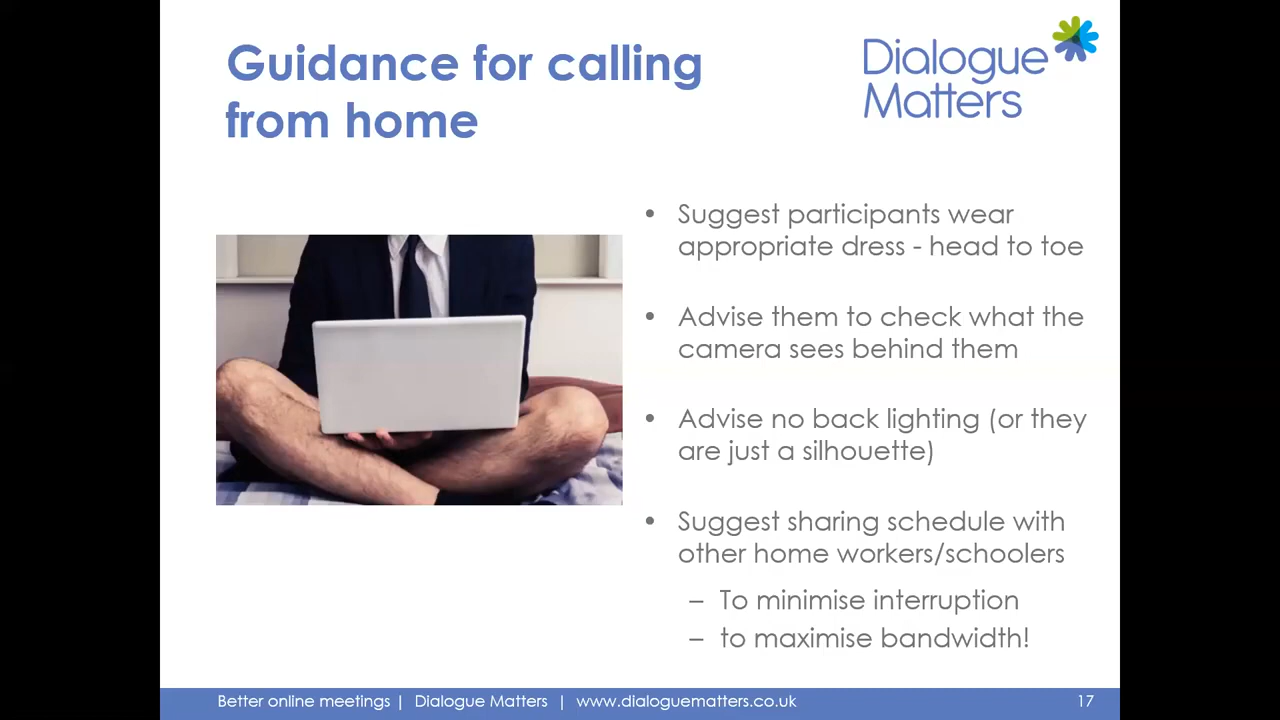 Guidance for calling
from home
Dialogue
Matters
• Suggest participants wear
appropriate dress - head to toe
• Advise them to check what the
camera sees behind them
• Advise no back lighting (or they
are just a silhouette)
• Suggest sharing schedule with
other home workers/schoolers
– To minimise interruption
– to maximise bandwidth!
Better online meetings | Dialogue Matters | www.dialoguematters.co.uk 17